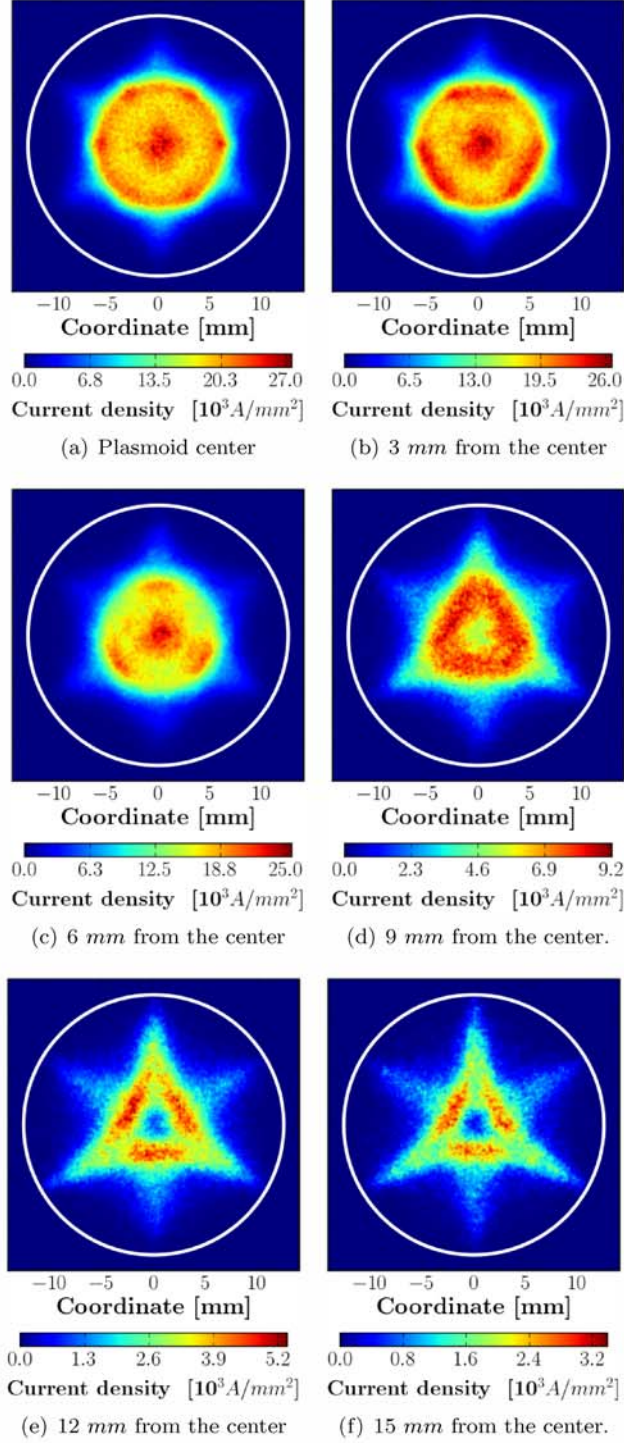 −10 −5 0 5 10 −10 −5 0 5 10
Coordinate [mm] Coordinate [mm]
0.0 6.8 13.5 20.3 27.0 0.0 6.5 13.0 19.5 26.0
Current density [10³A/mm²] Current density [10³A/mm²]
(a) Plasmoid center (b) 3 mm from the center
−10 −5 0 5 10 −10 −5 0 5 10
Coordinate [mm] Coordinate [mm]
0.0 6.3 12.5 18.8 25.0 0.0 2.3 4.6 6.9 9.2
Current density [10³A/mm²] Current density [10³A/mm²]
(c) 6 mm from the center (d) 9 mm from the center.
−10 −5 0 5 10 −10 −5 0 5 10
Coordinate [mm] Coordinate [mm]
0.0 1.3 2.6 3.9 5.2 0.0 0.8 1.6 2.4 3.2
Current density [10³A/mm²] Current density [10³A/mm²]
(e) 12 mm from the center (f) 15 mm from the center.